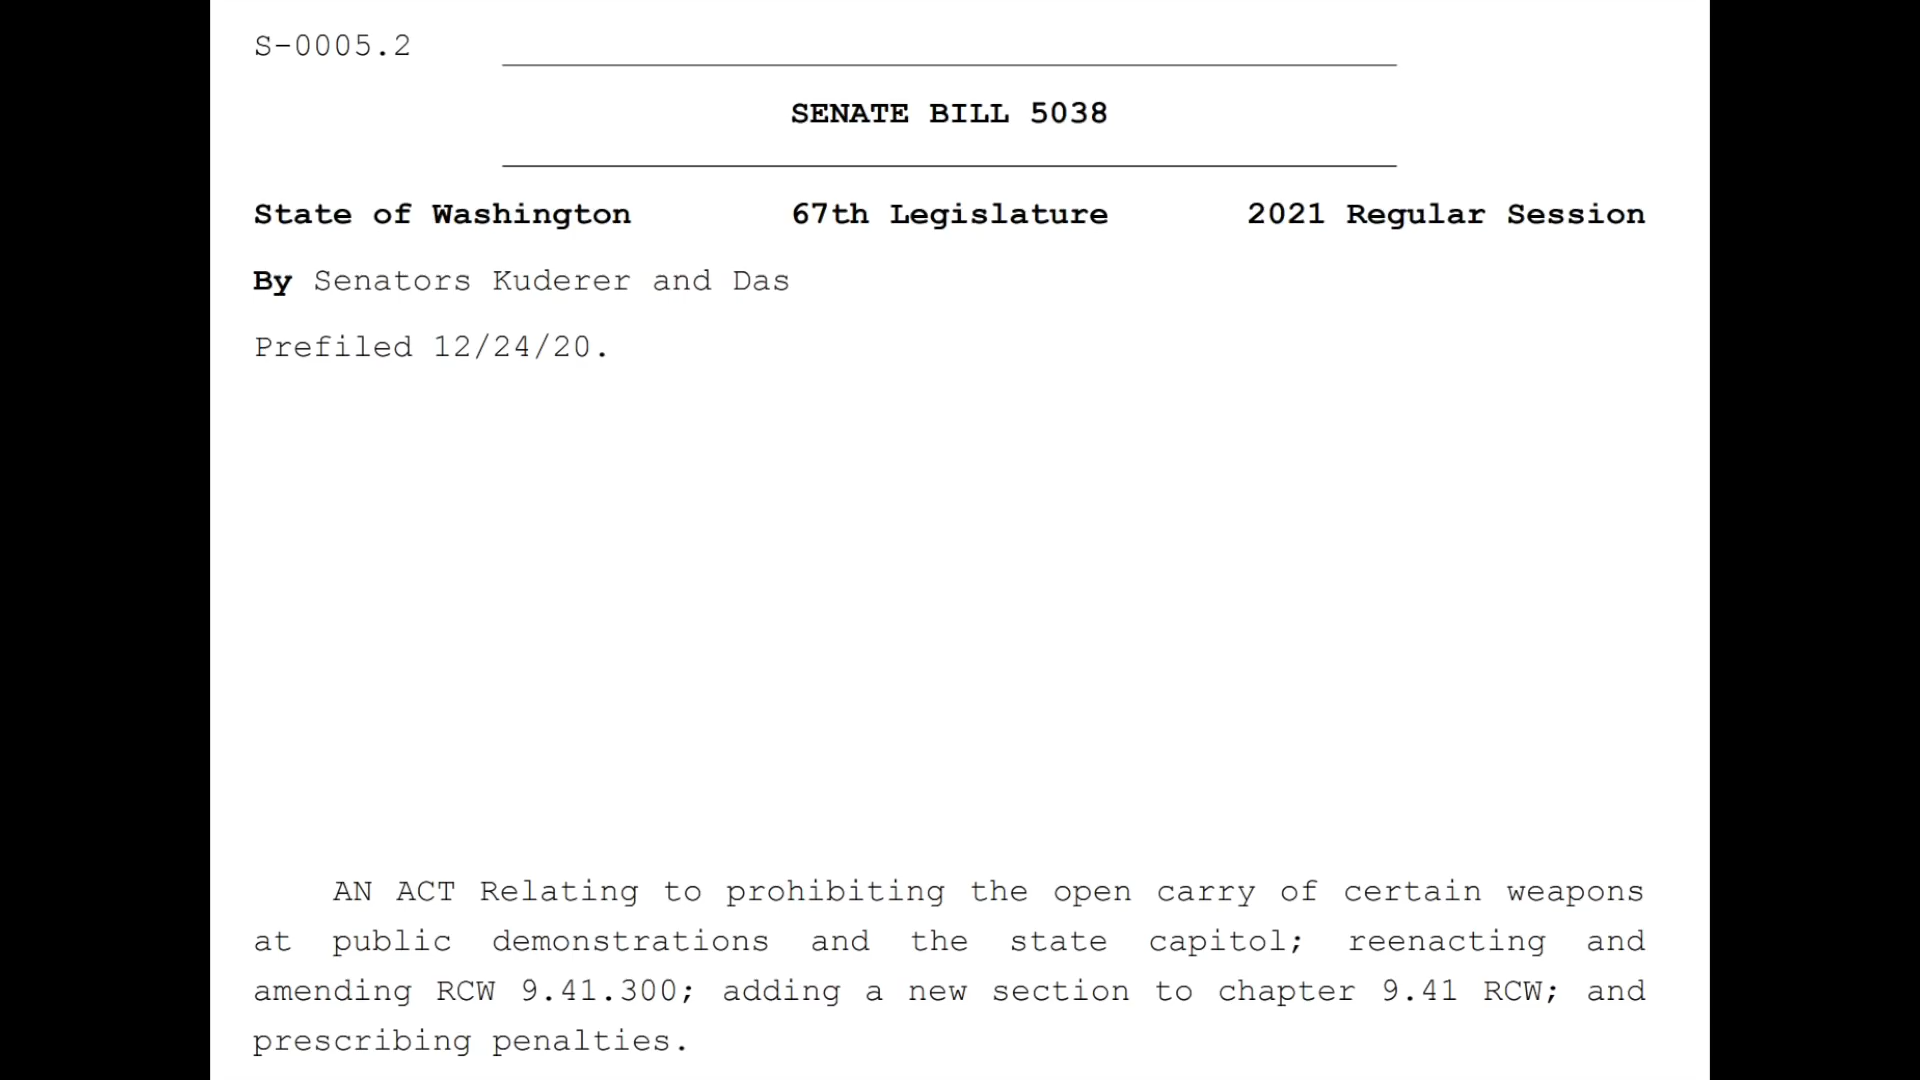 S-0005.2
SENATE BILL 5038
State of Washington 67th Legislature 2021 Regular Session
By Senators Kuderer and Das
Prefiled 12/24/20.
AN ACT Relating to prohibiting the open carry of certain weapons
at public demonstrations and the state capitol; reenacting and
amending RCW 9.41.300; adding a new section to chapter 9.41 RCW; and
prescribing penalties.